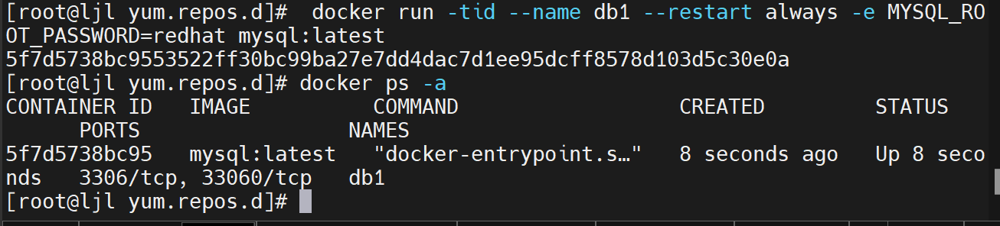 [root@ljl yum.repos.d]#  docker run -tid --name db1 --restart always -e MYSQL_RO
OT_PASSWORD=redhat mysql:latest
5f7d5738bc9553522ff30bc99ba27e7dd4dac7d1ee95dcff8578d103d5c30e0a
[root@ljl yum.repos.d]# docker ps -a
CONTAINER ID   IMAGE          COMMAND                  CREATED         STATUS
      PORTS                 NAMES
5f7d5738bc95   mysql:latest   "docker-entrypoint.s…"   8 seconds ago   Up 8 seco
nds   3306/tcp, 33060/tcp   db1
[root@ljl yum.repos.d]#